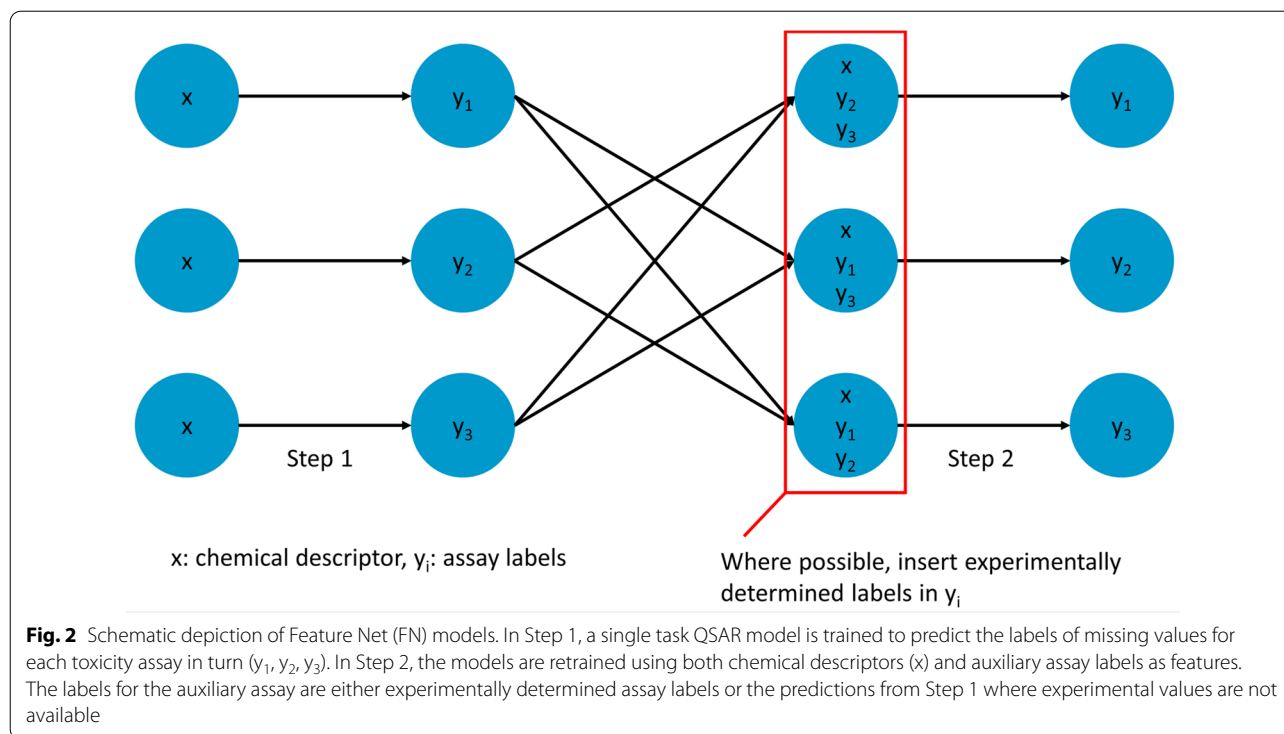 x y₁ x y₂ y₃ y₁
x y₂ x y₁ y₃ y₂
x y₃ x y₁ y₂ y₃
Step 1 Step 2
x: chemical descriptor, yᵢ: assay labels
Where possible, insert experimentally
determined labels in yᵢ
Fig. 2 Schematic depiction of Feature Net (FN) models. In Step 1, a single task QSAR model is trained to predict the labels of missing values for
each toxicity assay in turn (y₁, y₂, y₃). In Step 2, the models are retrained using both chemical descriptors (x) and auxiliary assay labels as features.
The labels for the auxiliary assay are either experimentally determined assay labels or the predictions from Step 1 where experimental values are not
available